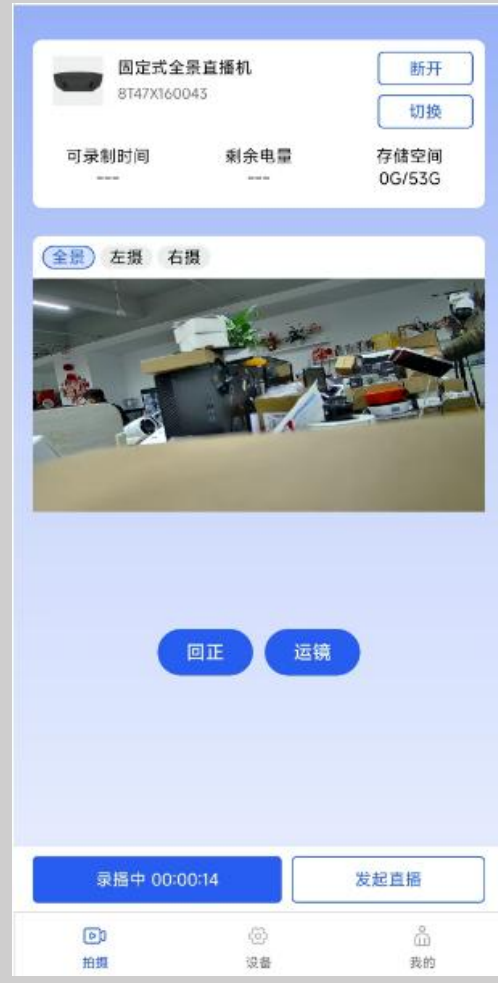 固定式全景直播机
8T47X160043
断开
切换
可录制时间 剩余电量 存储空间
--- --- 0G/53G
全景 左摄 右摄
回正 运镜
录播中 00:00:14 发起直播
拍摄 设备 我的